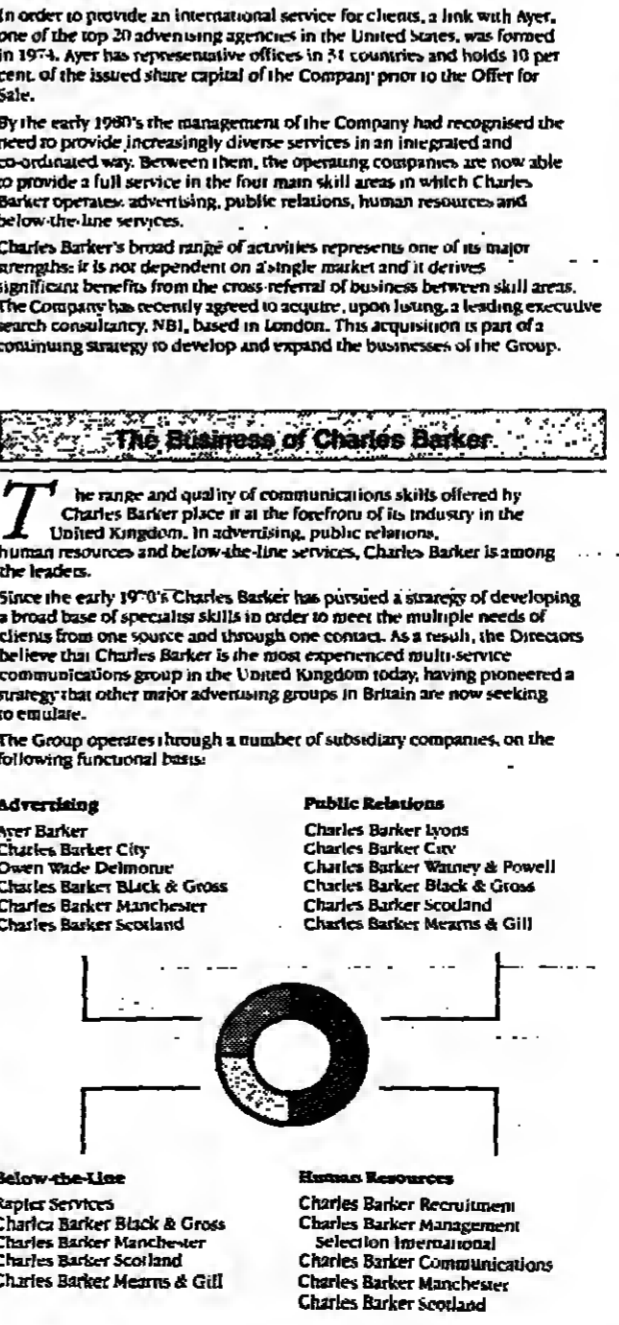 In order to provide an international service for clients, a link with Ayer,
one of the top 20 advertising agencies in the United States, was formed
in 1974. Ayer has representative offices in 31 countries and holds 10 per
cent. of the issued share capital of the Company prior to the Offer for
Sale.
By the early 1980's the management of the Company had recognised the
need to provide increasingly diverse services in an integrated and
co-ordinated way. Between them, the operating companies are now able
to provide a full service in the four main skill areas in which Charles
Barker operates: advertising, public relations, human resources and
below-the-line services.
Charles Barker's broad range of activities represents one of its major
strengths: it is not dependent on a single market and it derives
significant benefits from the cross-referral of business between skill areas.
The Company has recently agreed to acquire, upon listing, a leading executive
search consultancy, NBI, based in London. This acquisition is part of a
continuing strategy to develop and expand the businesses of the Group.
The Business of Charles Barker
The range and quality of communications skills offered by
Charles Barker place it at the forefront of its industry in the
United Kingdom. In advertising, public relations,
human resources and below-the-line services, Charles Barker is among
the leaders.
Since the early 1970's Charles Barker has pursued a strategy of developing
a broad base of specialist skills in order to meet the multiple needs of
clients from one source and through one contact. As a result, the Directors
believe that Charles Barker is the most experienced multi-service
communications group in the United Kingdom today, having pioneered a
strategy that other major advertising groups in Britain are now seeking
to emulate.
The Group operates through a number of subsidiary companies, on the
following functional basis:
Advertising
Ayer Barker
Charles Barker City
Owen Wade Delmonte
Charles Barker Black & Gross
Charles Barker Manchester
Charles Barker Scotland
Public Relations
Charles Barker Lyons
Charles Barker City
Charles Barker Watney & Powell
Charles Barker Black & Gross
Charles Barker Scotland
Charles Barker Mearns & Gill
Below-the-Line
Rapier Services
Charles Barker Black & Gross
Charles Barker Manchester
Charles Barker Scotland
Charles Barker Mearns & Gill
Human Resources
Charles Barker Recruitment
Charles Barker Management
Selection International
Charles Barker Communications
Charles Barker Manchester
Charles Barker Scotland